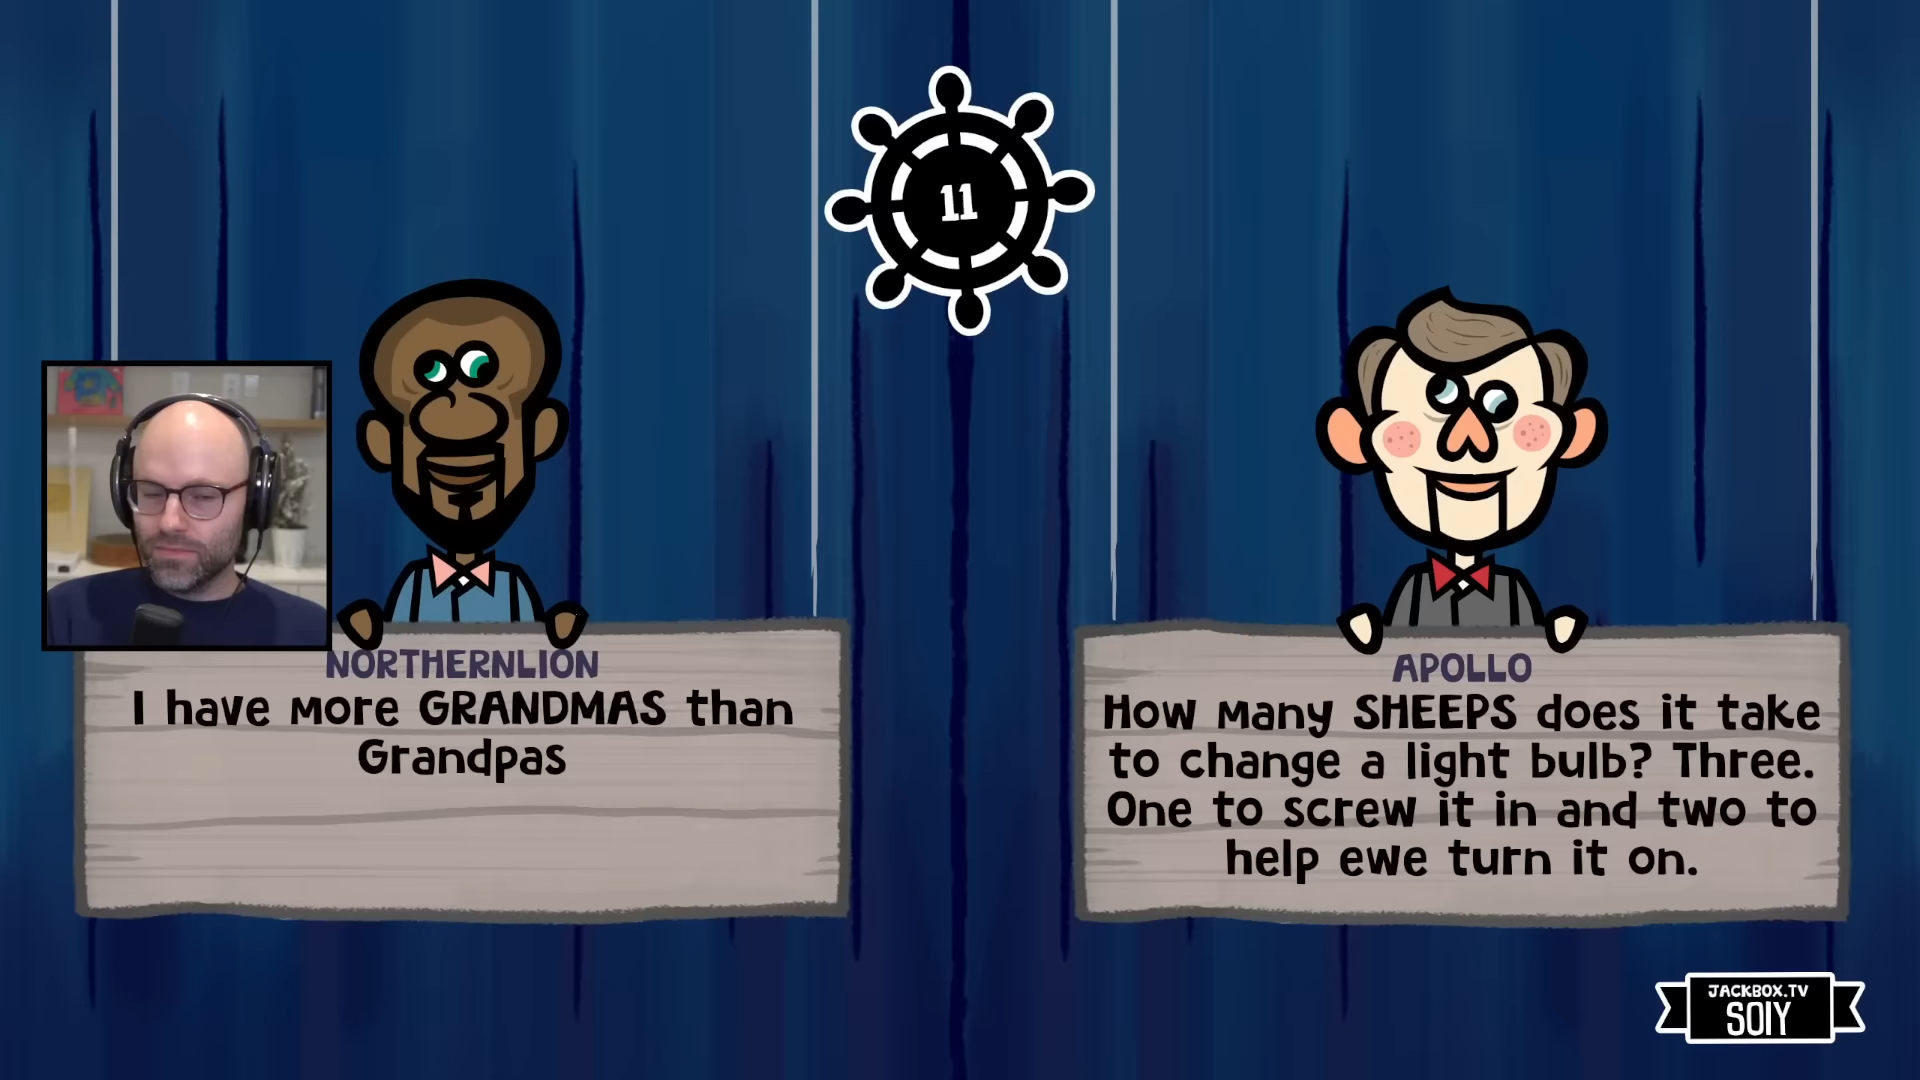 11
NORTHERNLION
I have more GRANDMAS than
Grandpas
APOLLO
How many SHEEPS does it take
to change a light bulb? Three.
One to screw it in and two to
help ewe turn it on.
JACKBOX.TV
SOIY